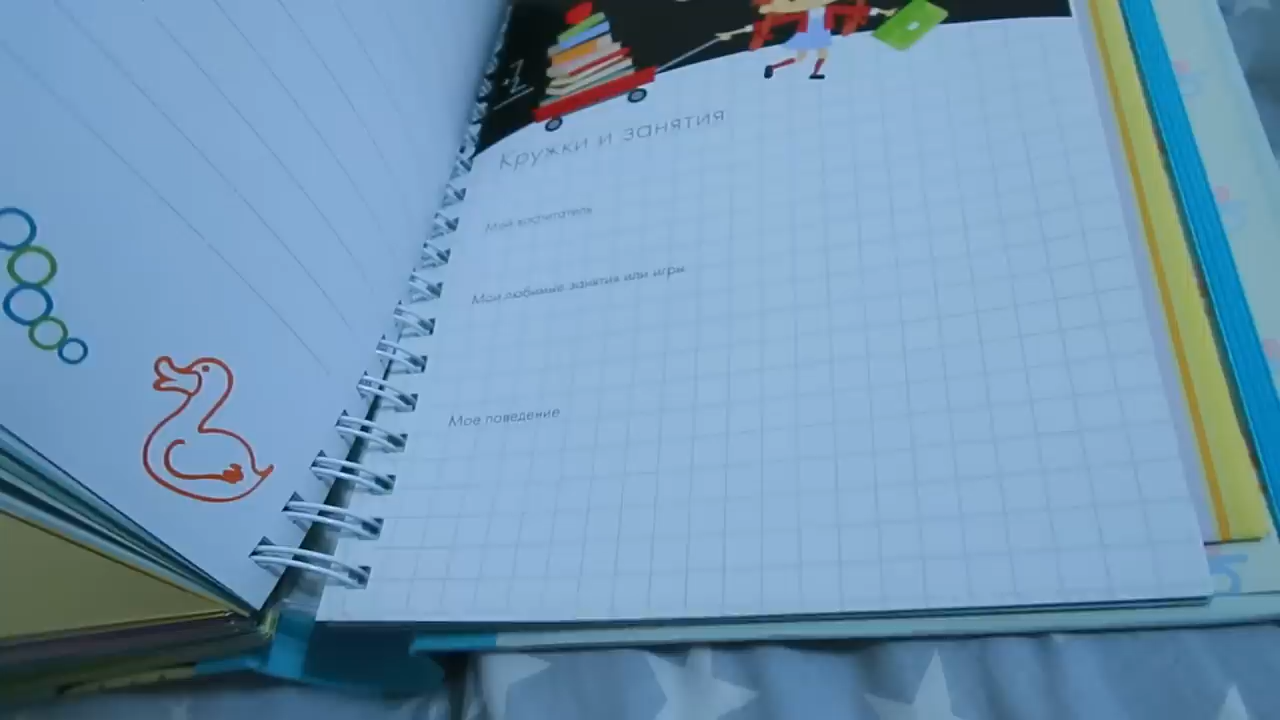 Кружки и занятия
Мой воспитатель
Мои любимые занятия или игры
Мое поведение